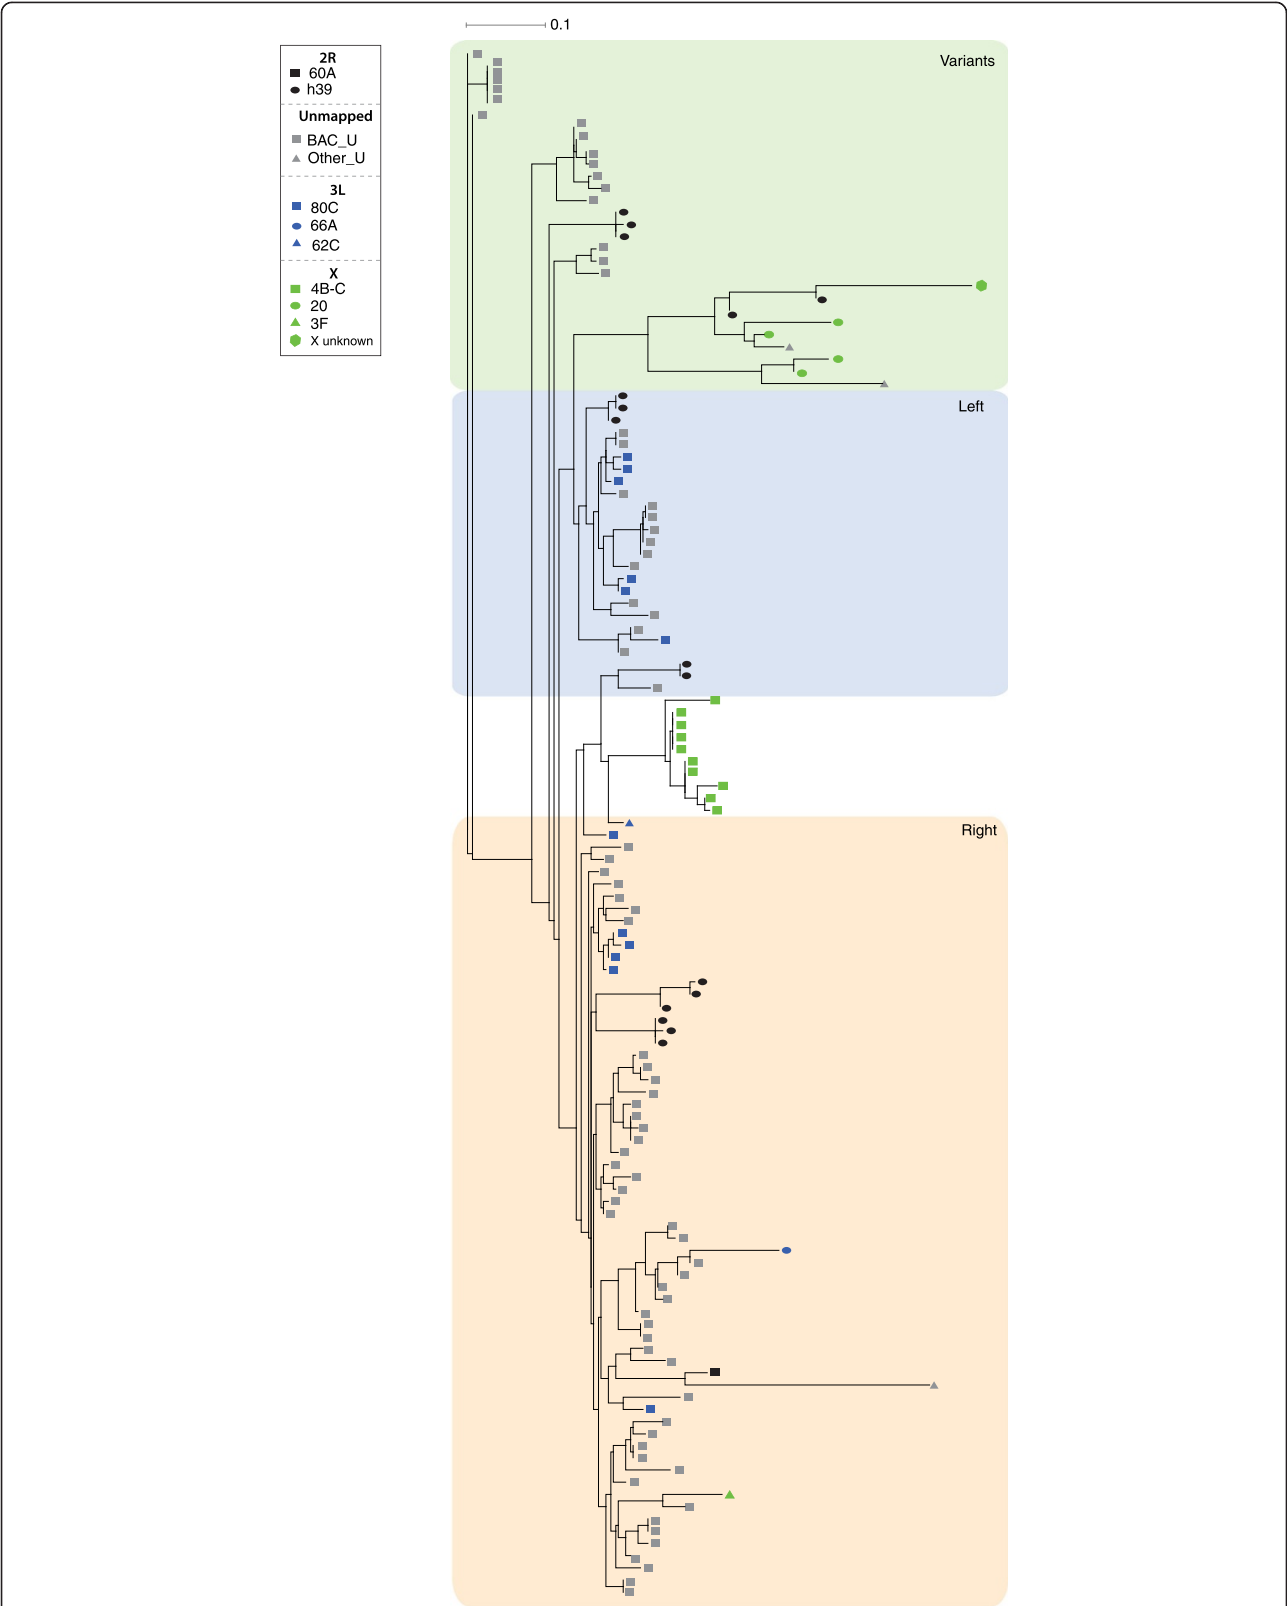 0.1
2R
60A
h39
Unmapped
BAC_U
Other_U
3L
80C
66A
62C
X
4B-C
20
3F
X unknown
Variants
Left
Right